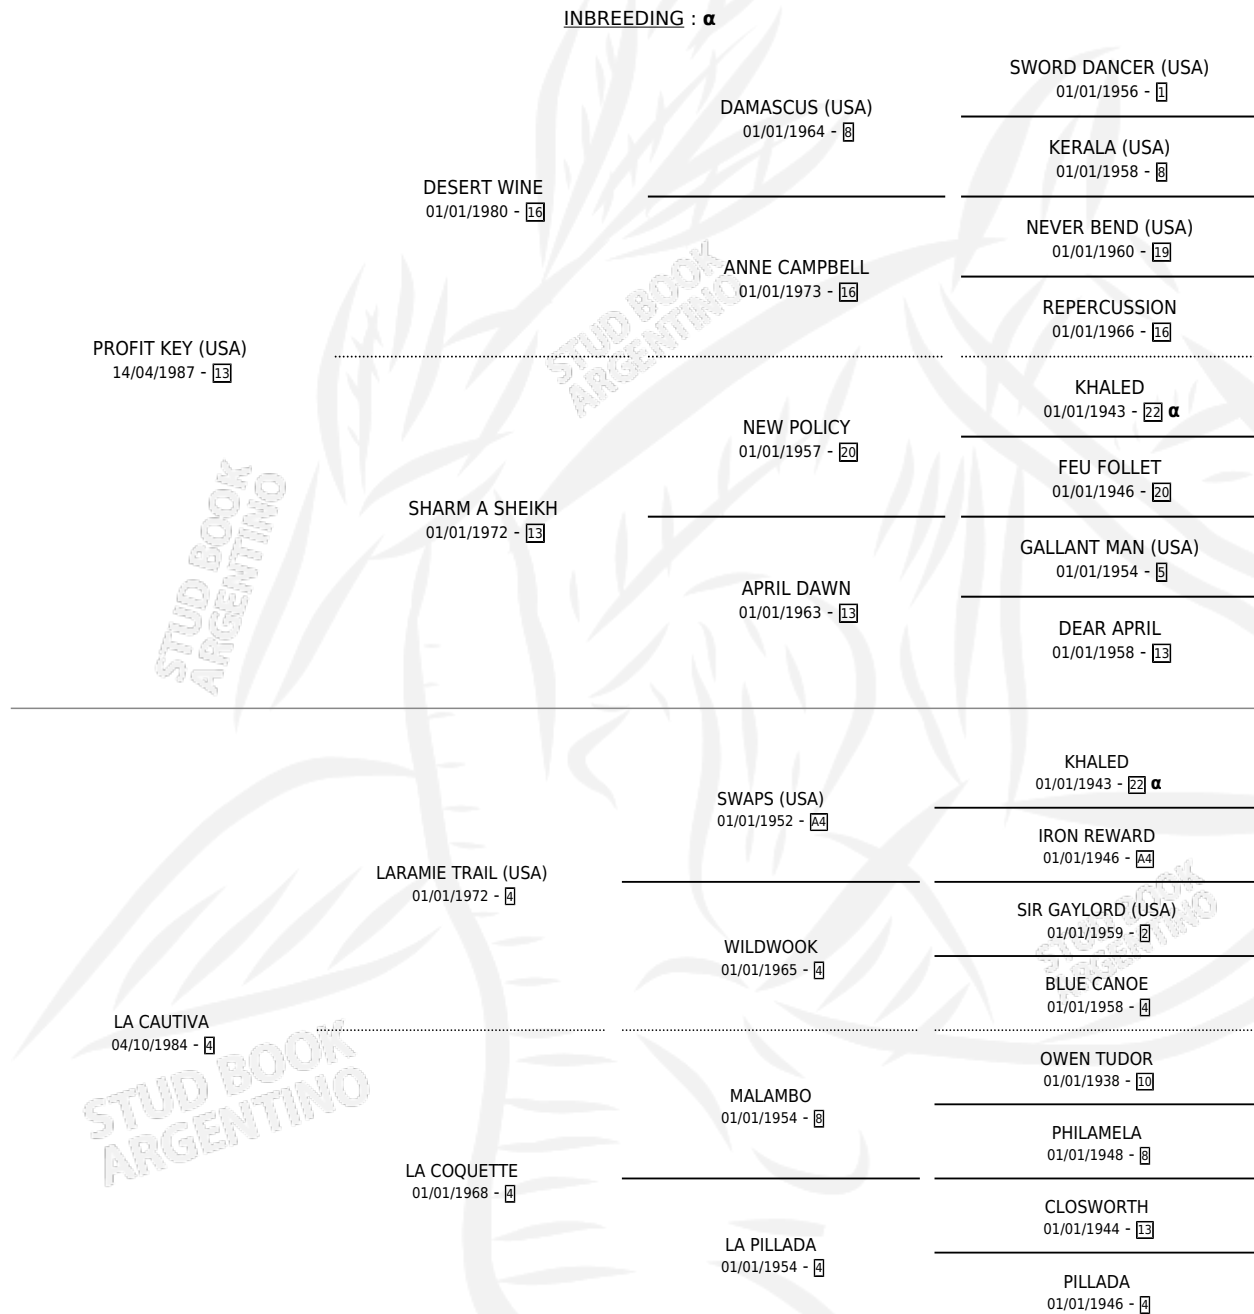 INBREEDING : α
SWORD DANCER (USA)
01/01/1956 - 1
DAMASCUS (USA)
01/01/1964 - 8
KERALA (USA)
01/01/1958 - 8
DESERT WINE
01/01/1980 - 16
NEVER BEND (USA)
01/01/1960 - 19
ANNE CAMPBELL
01/01/1973 - 16
REPERCUSSION
01/01/1966 - 16
PROFIT KEY (USA)
14/04/1987 - 13
KHALED
01/01/1943 - 22 α
NEW POLICY
01/01/1957 - 20
FEU FOLLET
01/01/1946 - 20
SHARM A SHEIKH
01/01/1972 - 13
GALLANT MAN (USA)
01/01/1954 - 5
APRIL DAWN
01/01/1963 - 13
DEAR APRIL
01/01/1958 - 13
KHALED
01/01/1943 - 22 α
SWAPS (USA)
01/01/1952 - A4
IRON REWARD
01/01/1946 - A4
LARAMIE TRAIL (USA)
01/01/1972 - 4
SIR GAYLORD (USA)
01/01/1959 - 2
WILDWOOK
01/01/1965 - 4
BLUE CANOE
01/01/1958 - 4
LA CAUTIVA
04/10/1984 - 4
OWEN TUDOR
01/01/1938 - 10
MALAMBO
01/01/1954 - 8
PHILAMELA
01/01/1948 - 8
LA COQUETTE
01/01/1968 - 4
CLOSWORTH
01/01/1944 - 13
LA PILLADA
01/01/1954 - 4
PILLADA
01/01/1946 - 4
STUD BOOK
ARGENTINO
STUD BOOK
ARGENTINO
STUD BOOK
ARGENTINO
STUD BOOK
ARGENTINO